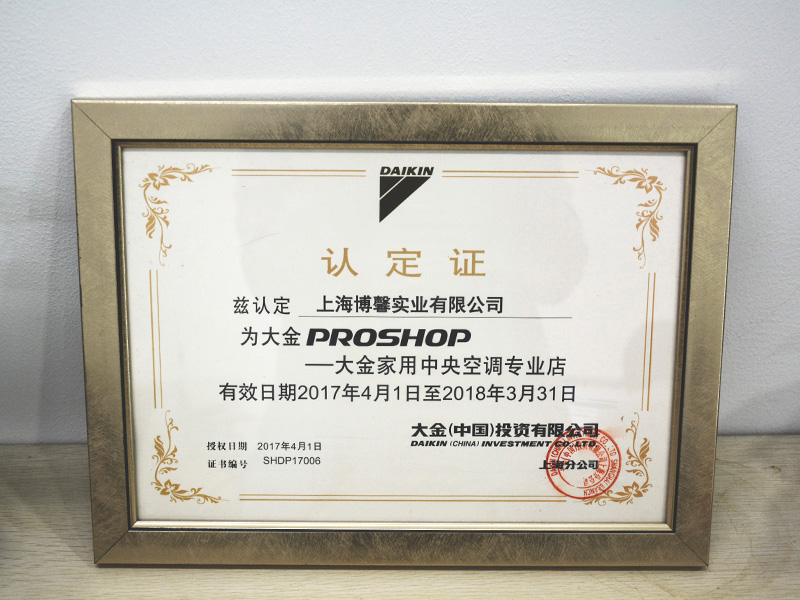 DAIKIN
认定证
兹认定 上海博馨实业有限公司
为大金 PROSHOP
——大金家用中央空调专业店
有效日期2017年4月1日至2018年3月31日
大金(中国)投资有限公司
DAIKIN (CHINA) INVESTMENT CO.,LTD.
上海分公司
授权日期 2017年4月1日
证书编号 SHDP17006